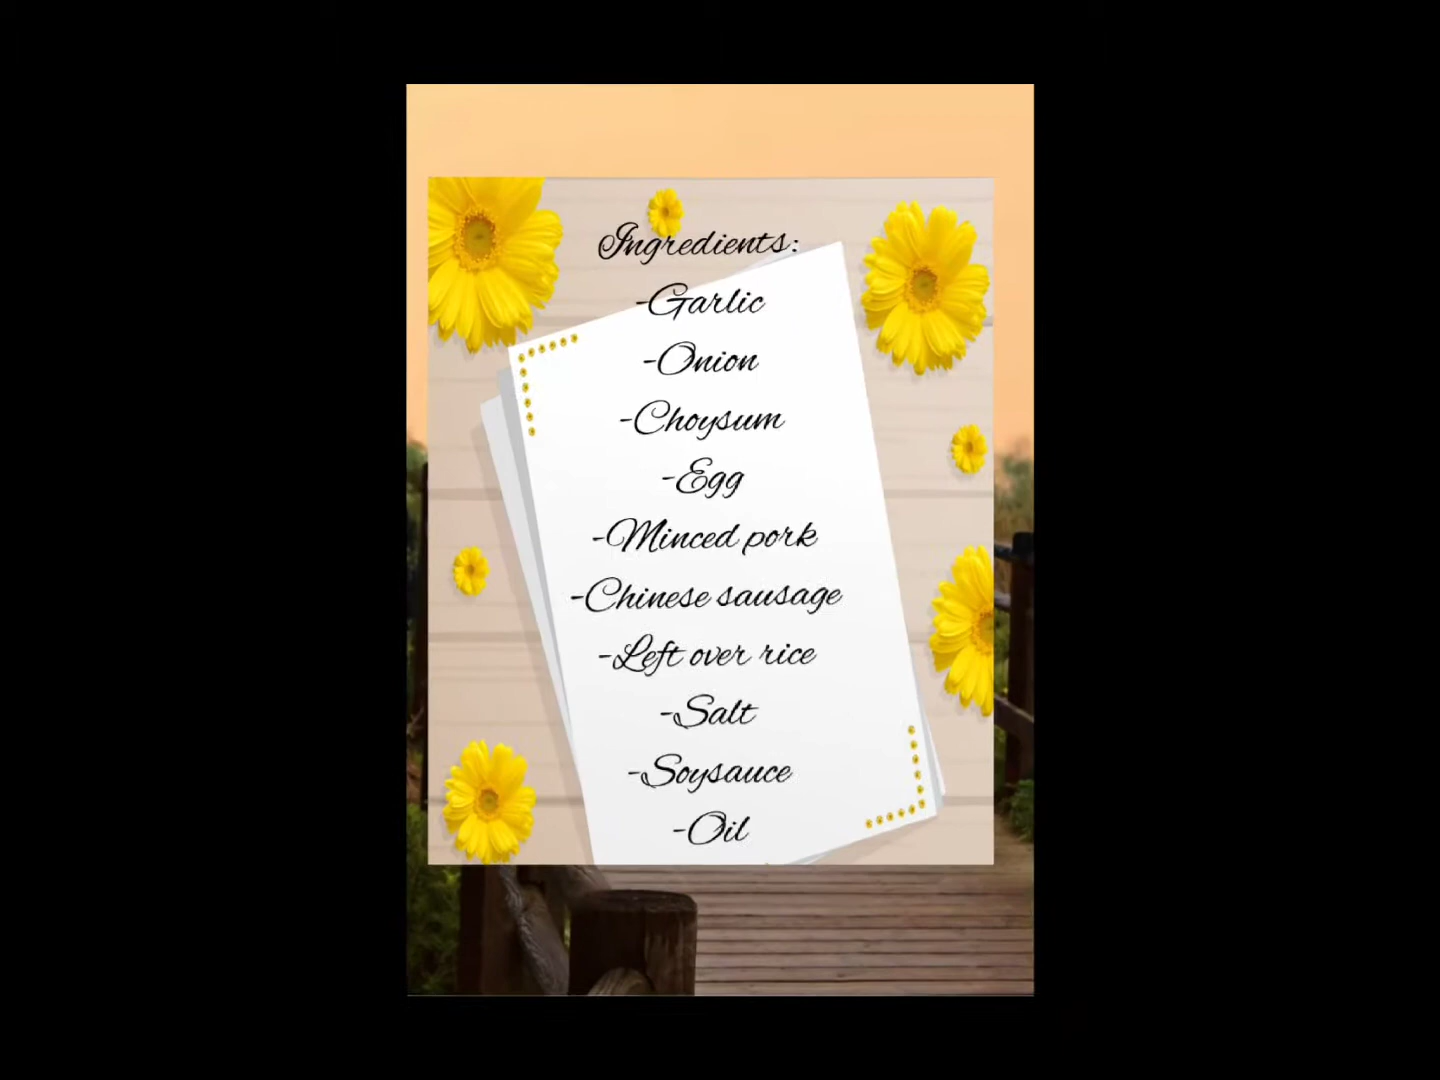 Ingredients:
-Garlic
-Onion
-Choysum
-Egg
-Minced pork
-Chinese sausage
-Left over rice
-Salt
-Soysauce
-Oil